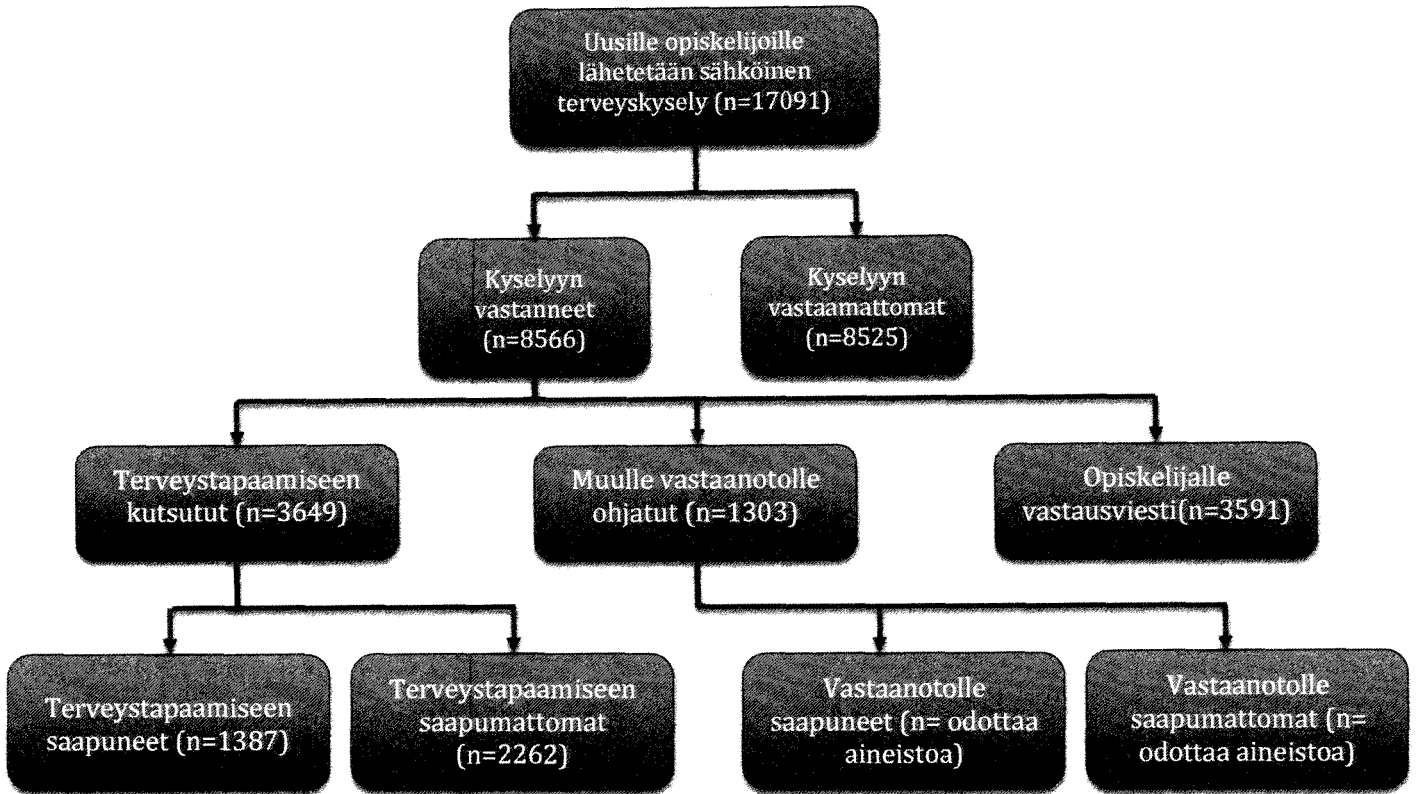 Uusille opiskelijoille
lähetetään sähköinen
terveyskysely (n=17091)
Kyselyyn
vastanneet
(n=8566)
Kyselyyn
vastaamattomat
(n=8525)
Terveystapaamiseen
kutsutut (n=3649)
Muulle vastaanotolle
ohjatut (n=1303)
Opiskelijalle
vastausviesti(n=3591)
Terveystapaamiseen
saapuneet (n=1387)
Terveystapaamiseen
saapumattomat
(n=2262)
Vastaanotolle
saapuneet (n= odottaa
aineistoa)
Vastaanotolle
saapumattomat (n=
odottaa aineistoa)